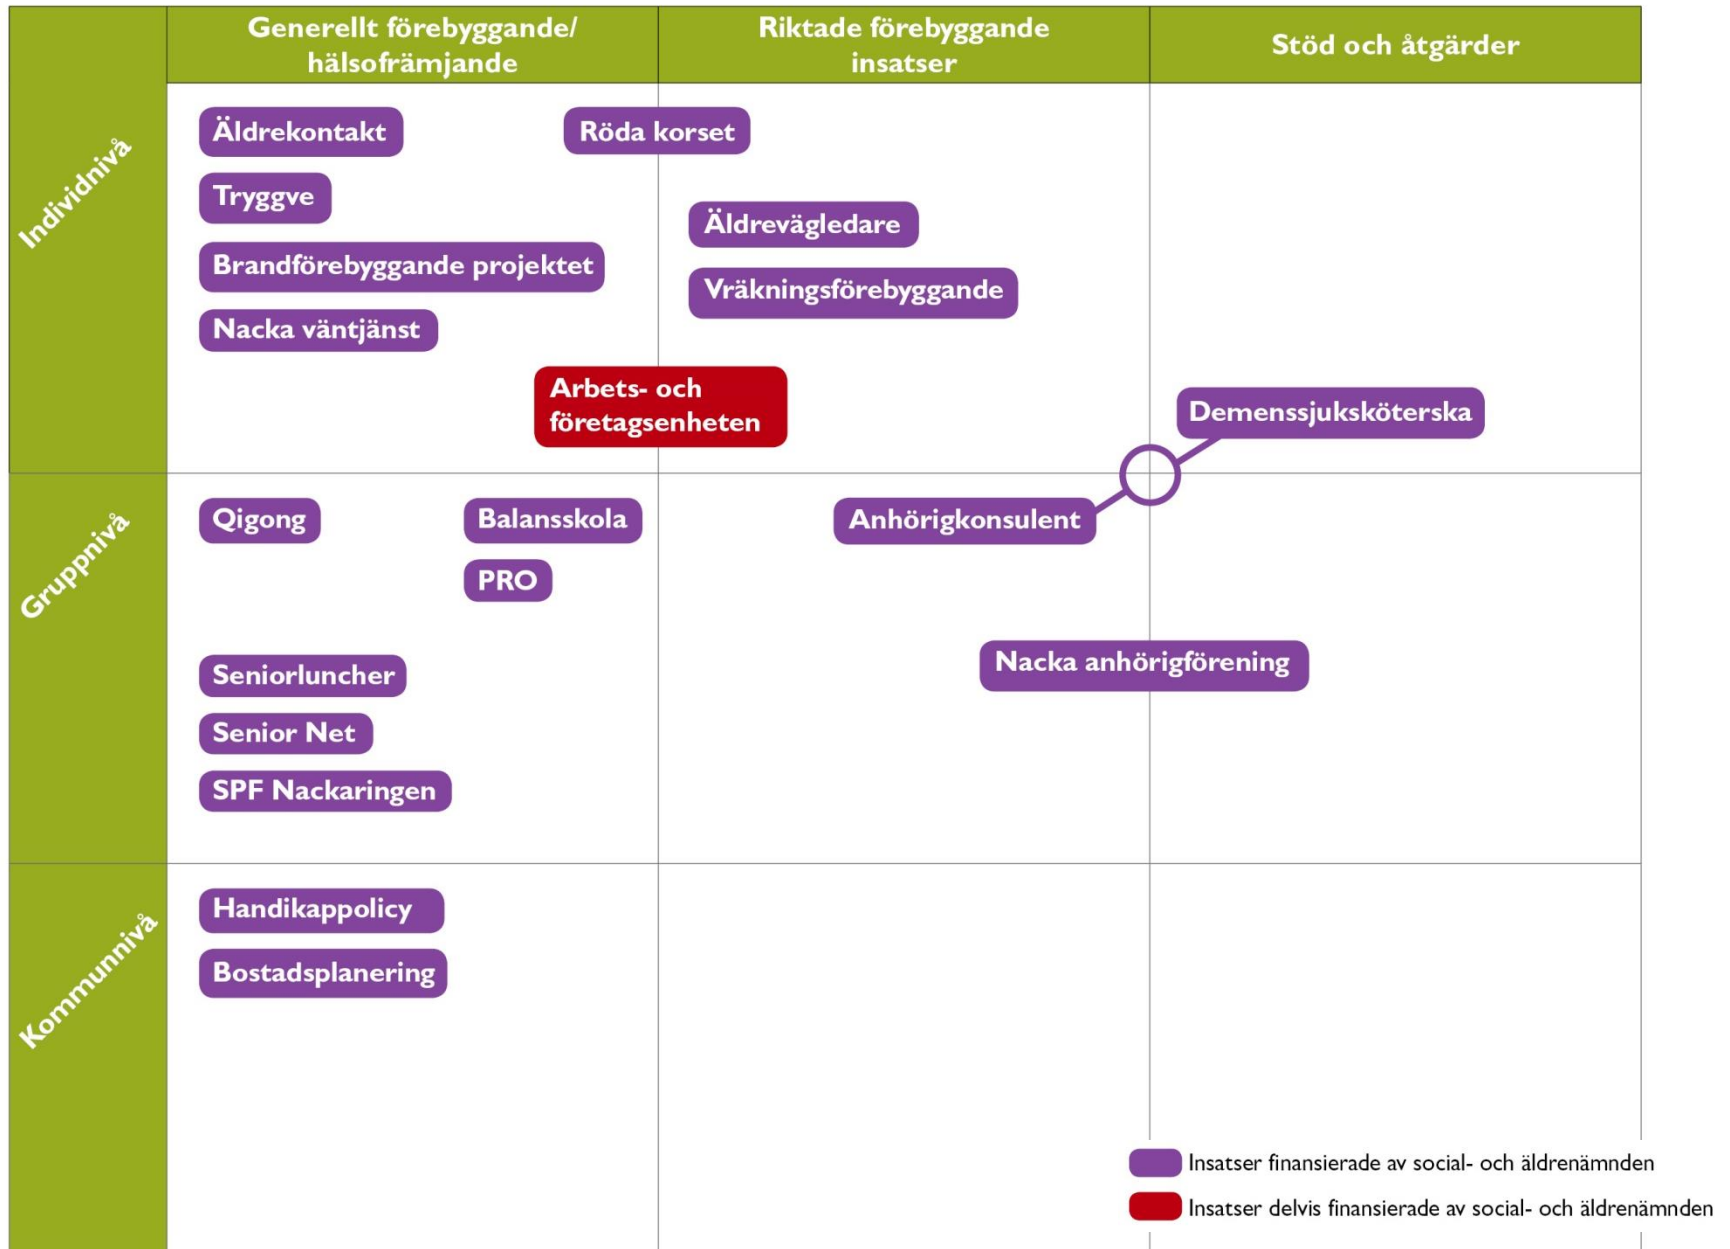 Generellt förebyggande/
hälsofrämjande
Riktade förebyggande
insatser
Stöd och åtgärder
Individnivå
Äldrekontakt
Röda korset
Tryggve
Äldrevägledare
Brandförebyggande projektet
Vräkningsförebyggande
Nacka väntjänst
Arbets- och
företagsenheten
Demenssjuksköterska
Gruppnivå
Qigong
Balansskola
Anhörigkonsulent
PRO
Nacka anhörigförening
Seniorluncher
Senior Net
SPF Nackaringen
Kommunnivå
Handikappolicy
Bostadsplanering
Insatser finansierade av social- och äldrenämnden
Insatser delvis finansierade av social- och äldrenämnden